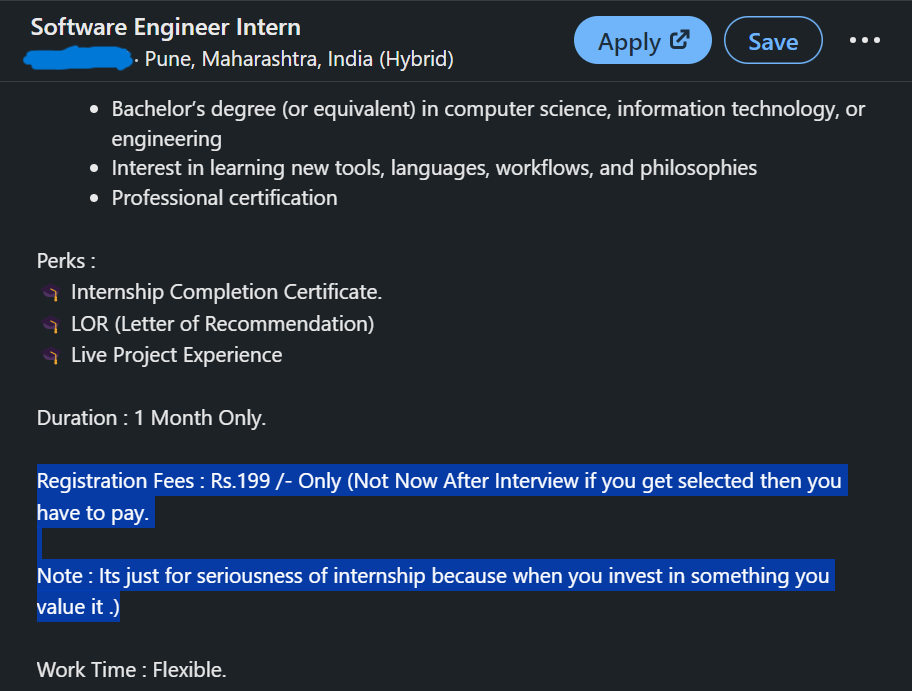 Software Engineer Intern
· Pune, Maharashtra, India (Hybrid)
Apply
Save
• Bachelor’s degree (or equivalent) in computer science, information technology, or
engineering
• Interest in learning new tools, languages, workflows, and philosophies
• Professional certification
Perks :
🎓 Internship Completion Certificate.
🎓 LOR (Letter of Recommendation)
🎓 Live Project Experience
Duration : 1 Month Only.
Registration Fees : Rs.199 /- Only (Not Now After Interview if you get selected then you
have to pay.
Note : Its just for seriousness of internship because when you invest in something you
value it .)
Work Time : Flexible.